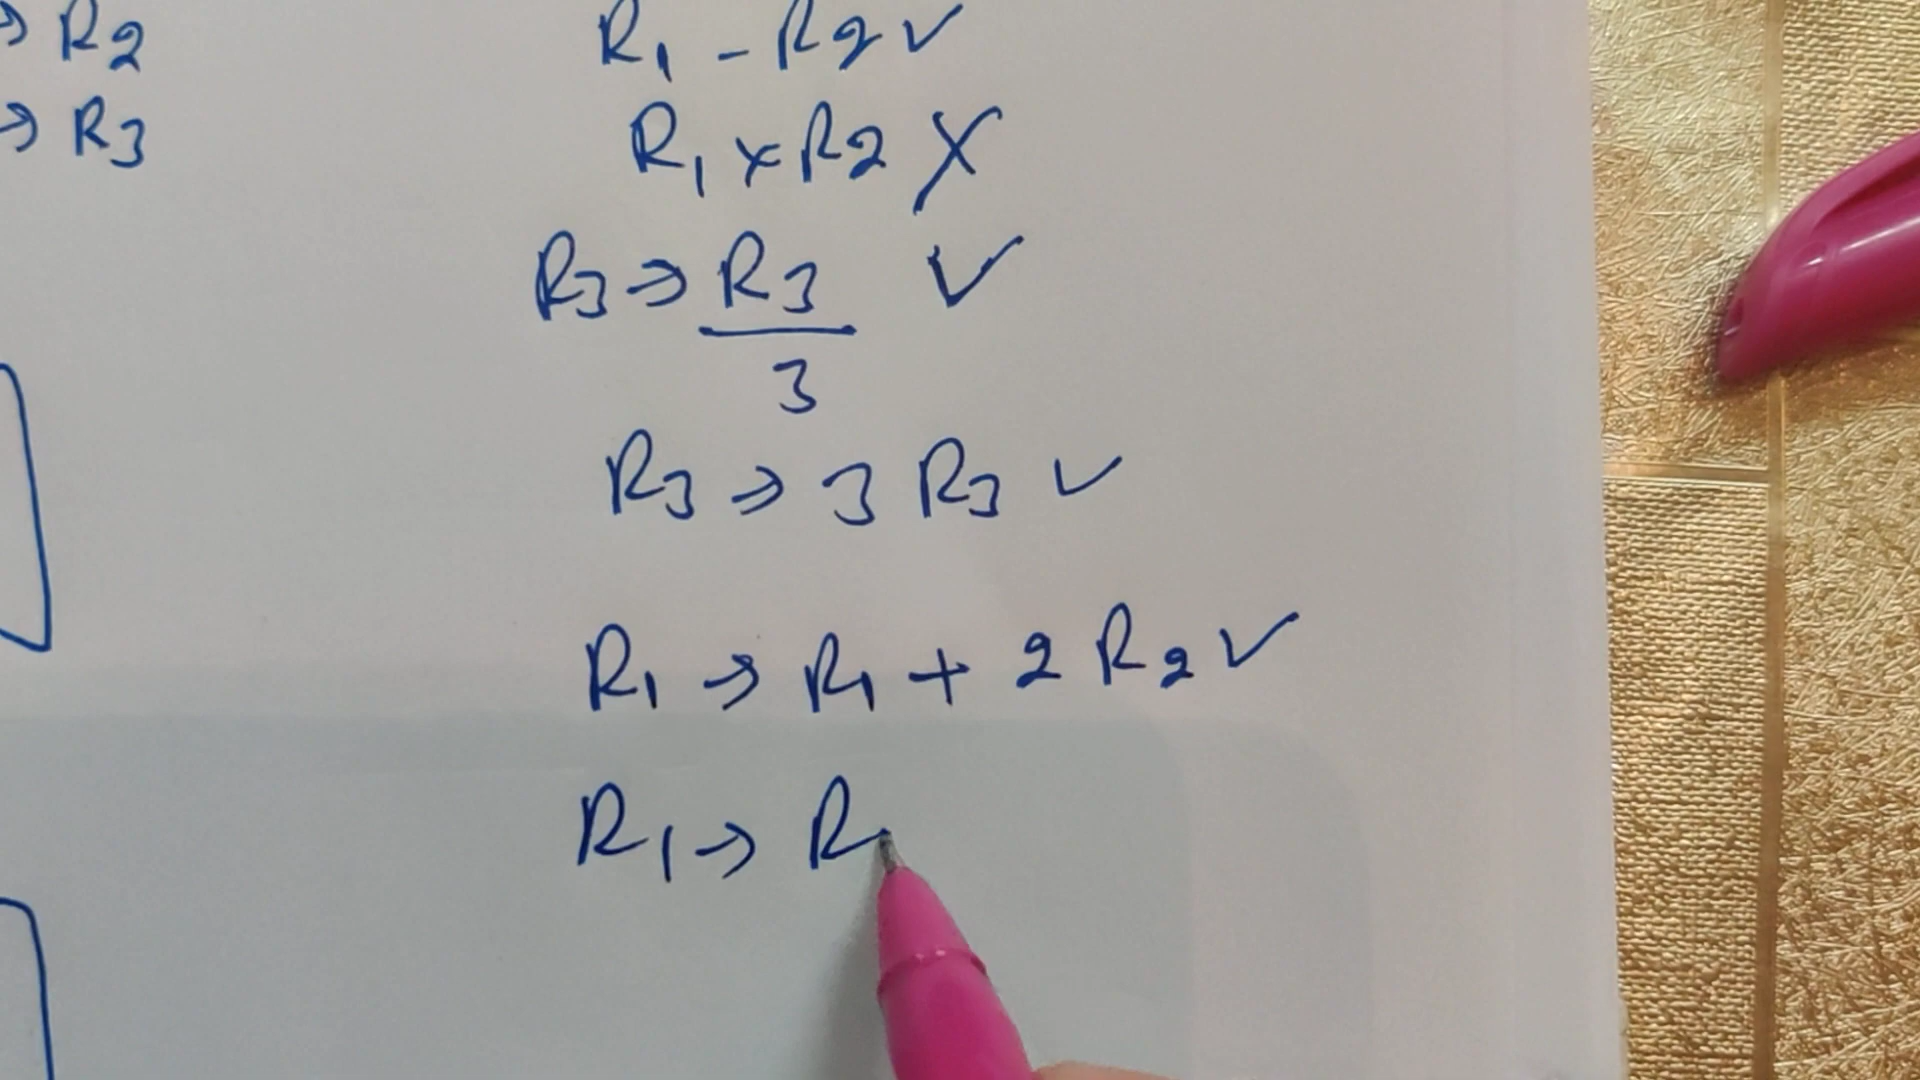 → R2
→ R3
R1 - R2 ✓
R1 x R2 X
R3 → R3/3 ✓
R3 → 3 R3 ✓
R1 → R1 + 2 R2 ✓
R1 → R